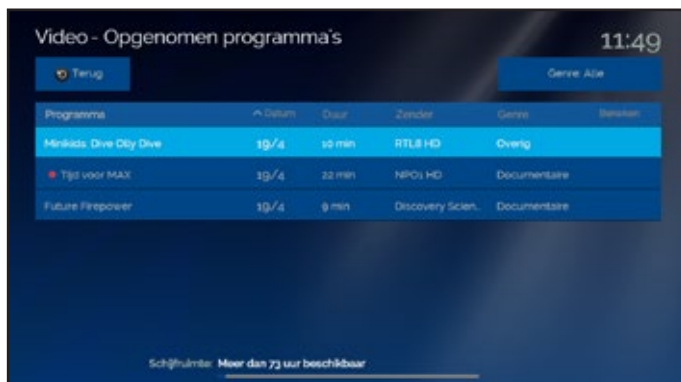 Video - Opgenomen programma's 11:49
Terug Genre: Alle
Programma Datum Duur Zender Genre Bekeken
Minikids: Dive Olly Dive 19/4 10 min RTL8 HD Overig
Tijd voor MAX 19/4 22 min NPO1 HD Documentaire
Future Firepower 19/4 9 min Discovery Scien.. Documentaire
Schijfruimte: Meer dan 73 uur beschikbaar